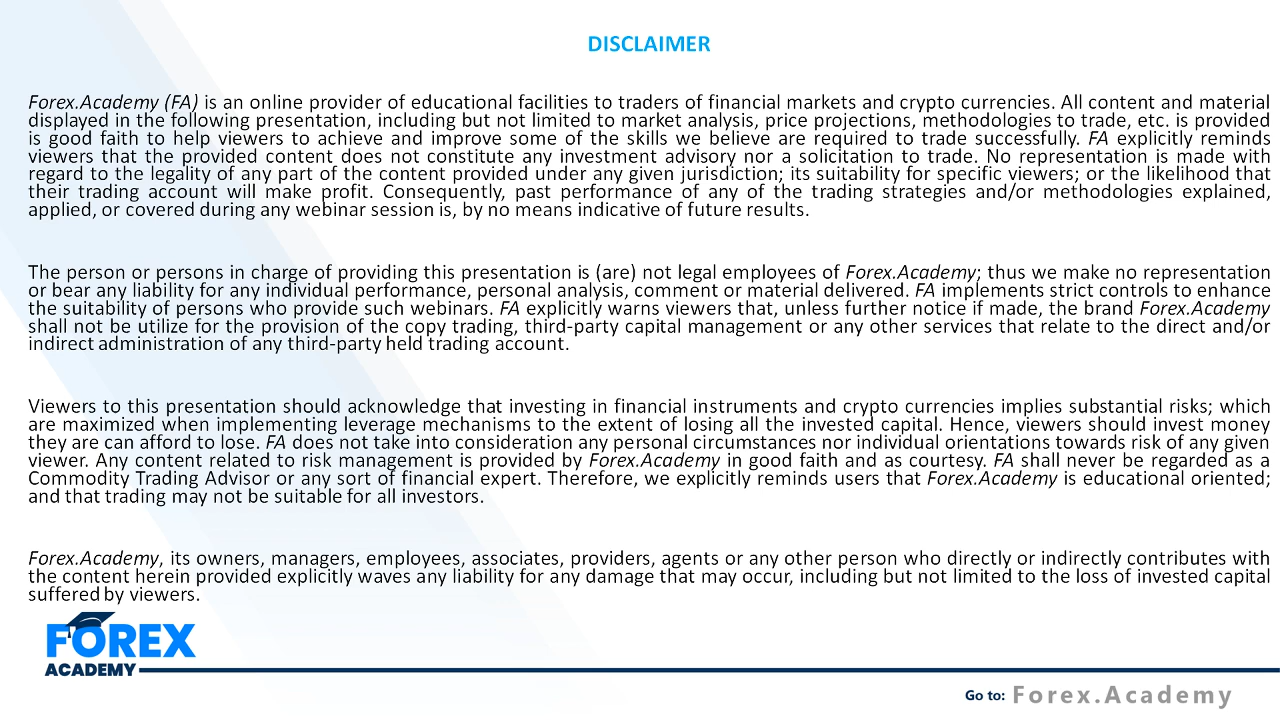 DISCLAIMER
Forex.Academy (FA) is an online provider of educational facilities to traders of financial markets and crypto currencies. All content and material
displayed in the following presentation, including but not limited to market analysis, price projections, methodologies to trade, etc. is provided
is good faith to help viewers to achieve and improve some of the skills we believe are required to trade successfully. FA explicitly reminds
viewers that the provided content does not constitute any investment advisory nor a solicitation to trade. No representation is made with
regard to the legality of any part of the content provided under any given jurisdiction; its suitability for specific viewers; or the likelihood that
their trading account will make profit. Consequently, past performance of any of the trading strategies and/or methodologies explained,
applied, or covered during any webinar session is, by no means indicative of future results.
The person or persons in charge of providing this presentation is (are) not legal employees of Forex.Academy; thus we make no representation
or bear any liability for any individual performance, personal analysis, comment or material delivered. FA implements strict controls to enhance
the suitability of persons who provide such webinars. FA explicitly warns viewers that, unless further notice if made, the brand Forex.Academy
shall not be utilize for the provision of the copy trading, third-party capital management or any other services that relate to the direct and/or
indirect administration of any third-party held trading account.
Viewers to this presentation should acknowledge that investing in financial instruments and crypto currencies implies substantial risks; which
are maximized when implementing leverage mechanisms to the extent of losing all the invested capital. Hence, viewers should invest money
they are can afford to lose. FA does not take into consideration any personal circumstances nor individual orientations towards risk of any given
viewer. Any content related to risk management is provided by Forex.Academy in good faith and as courtesy. FA shall never be regarded as a
Commodity Trading Advisor or any sort of financial expert. Therefore, we explicitly reminds users that Forex.Academy is educational oriented;
and that trading may not be suitable for all investors.
Forex.Academy, its owners, managers, employees, associates, providers, agents or any other person who directly or indirectly contributes with
the content herein provided explicitly waves any liability for any damage that may occur, including but not limited to the loss of invested capital
suffered by viewers.
FOREX
ACADEMY
Go to: Forex.Academy